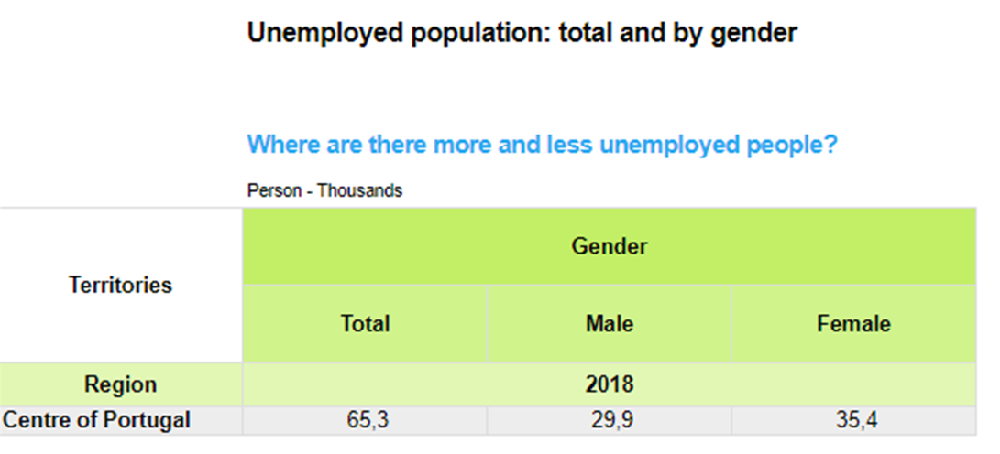 Unemployed population: total and by gender
Where are there more and less unemployed people?
Person - Thousands
Territories
Gender
Total Male Female
Region 2018
Centre of Portugal 65,3 29,9 35,4